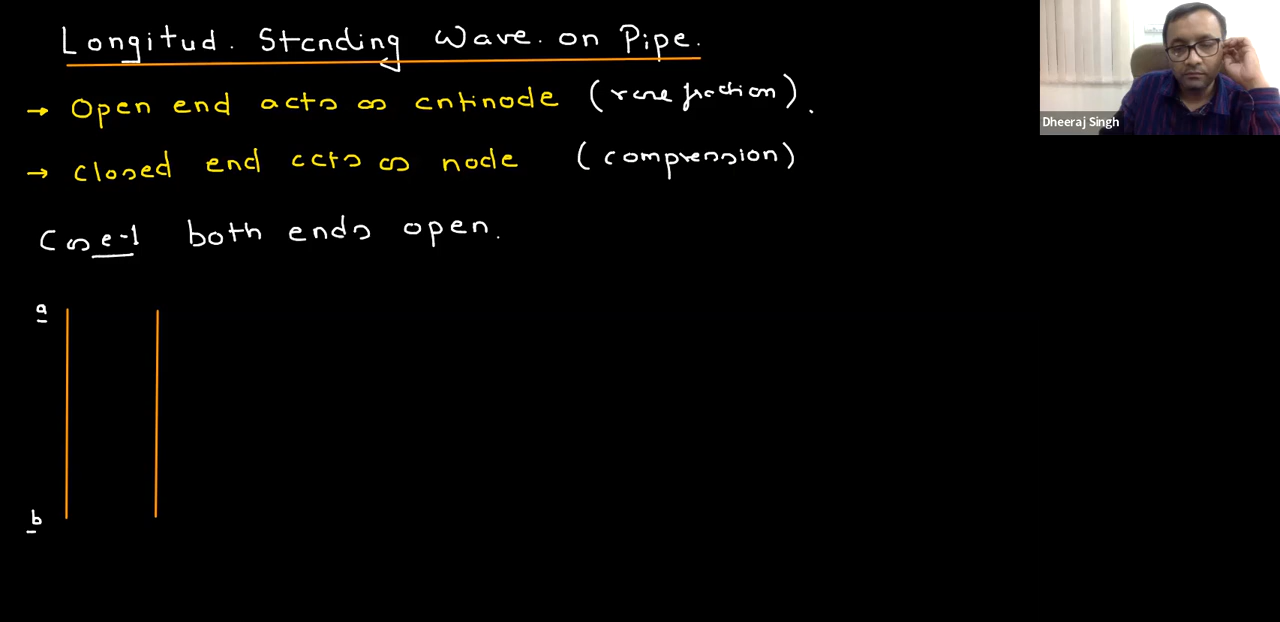 Longitud. Standing Wave. on Pipe.
→ Open end acts as antinode (rarefraction).
→ closed end acts as node (compression)
Case-1 both ends open.
a
b
Dheeraj Singh